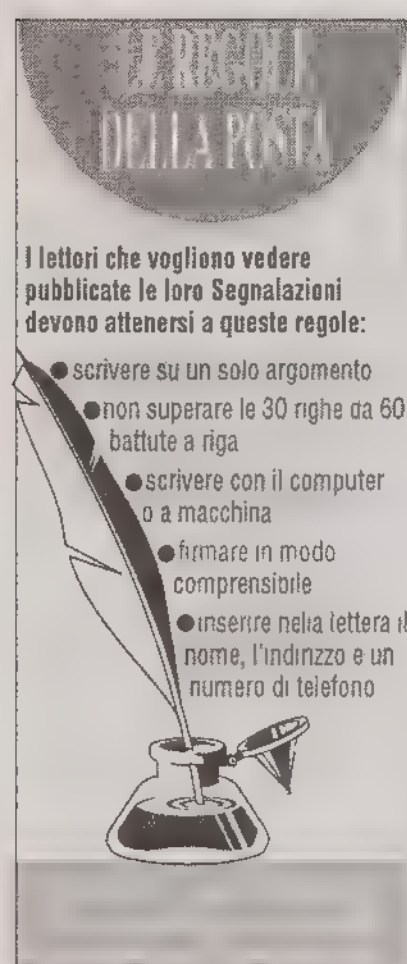 DELLA POSTA
I lettori che vogliono vedere
pubblicate le loro Segnalazioni
devono attenersi a queste regole:
● scrivere su un solo argomento
● non superare le 30 righe da 60
battute a riga
● scrivere con il computer
o a macchina
● firmare in modo
comprensibile
● inserire nella lettera il
nome, l'indirizzo e un
numero di telefono